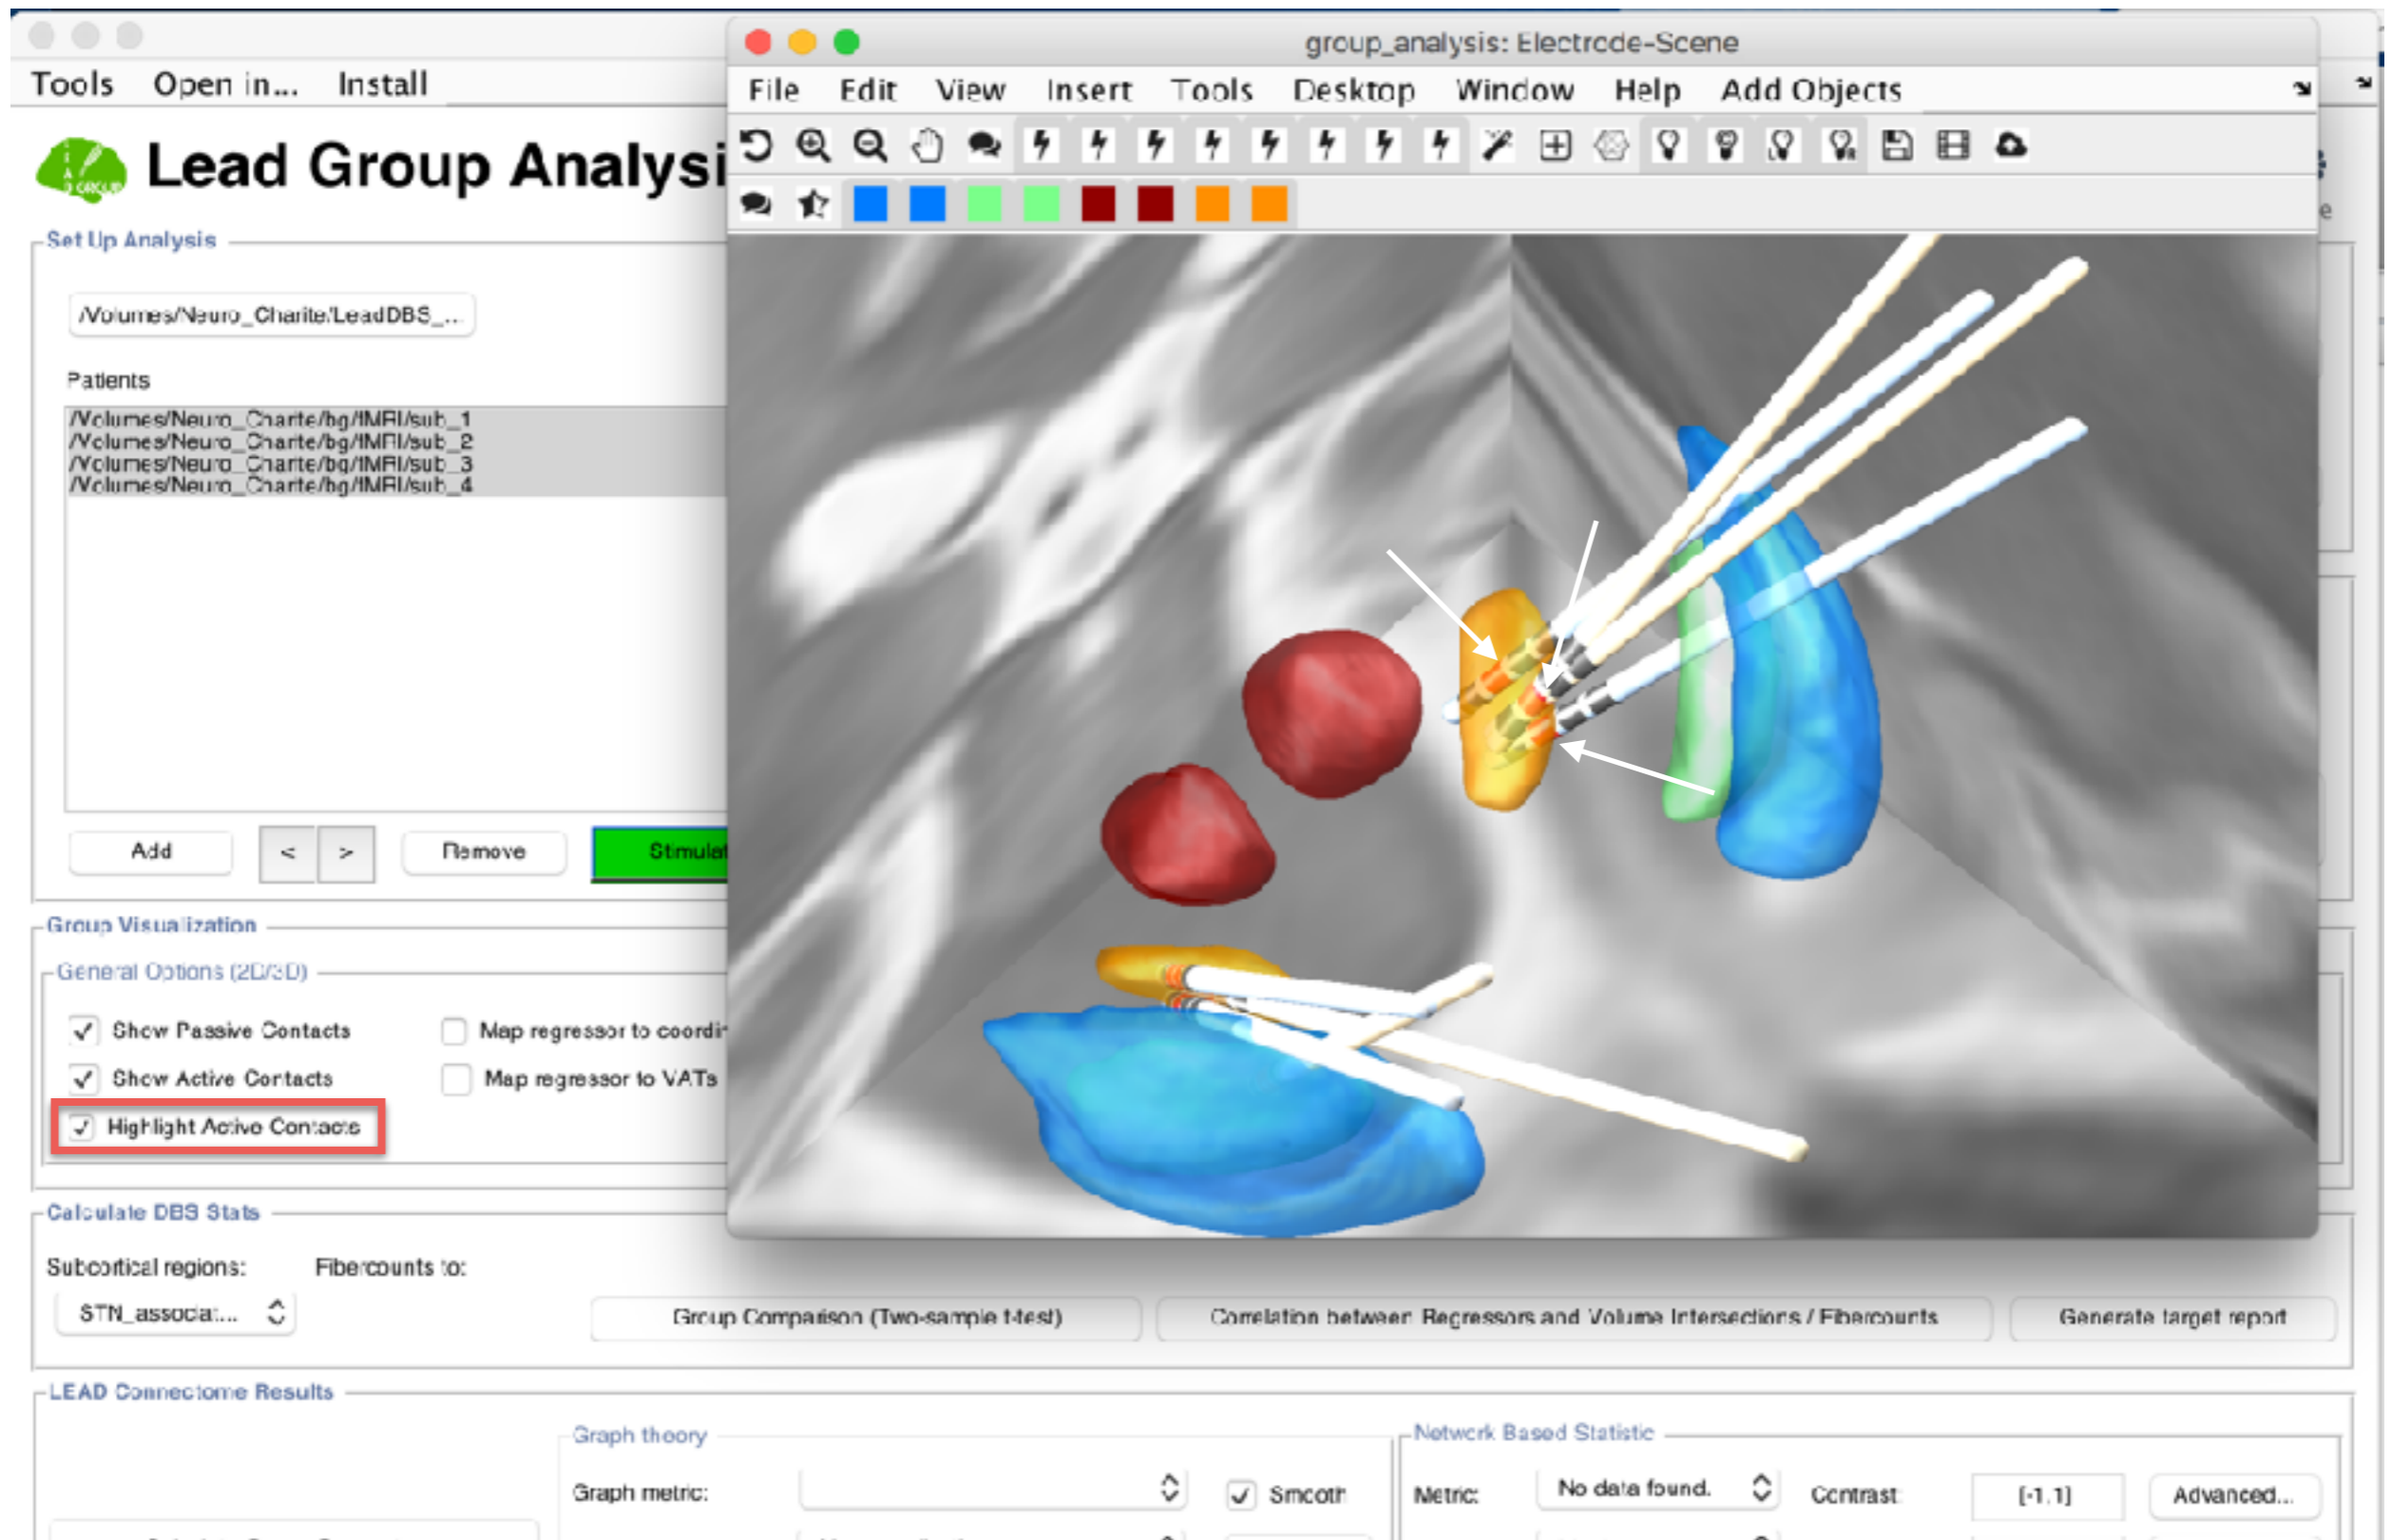 group_analysis: Electrode-Scene
Tools Open in... Install
File Edit View Insert Tools Desktop Window Help Add Objects
Lead Group Analysi
Set Up Analysis
/Volumes/Neuro_Charite/LeadDBS_...
Patients
/Volumes/Neuro_Charite/bg/fMRI/sub_1
/Volumes/Neuro_Charite/bg/fMRI/sub_2
/Volumes/Neuro_Charite/bg/fMRI/sub_3
/Volumes/Neuro_Charite/bg/fMRI/sub_4
Add < > Remove Stimulat
Group Visualization
General Options (2D/3D)
Show Passive Contacts Map regressor to coordi
Show Active Contacts Map regressor to VATs
Highlight Active Contacts
Calculate DBS Stats
Subcortical regions: Fibercounts to:
STN_associat... Group Comparison (Two-sample t-test) Correlation between Regressors and Volume Intersections / Fibercounts Generate target report
LEAD Connectome Results
Graph theory Network Based Statistic
Graph metric: Smooth Metric: No data found. Contrast [-1,1] Advanced...